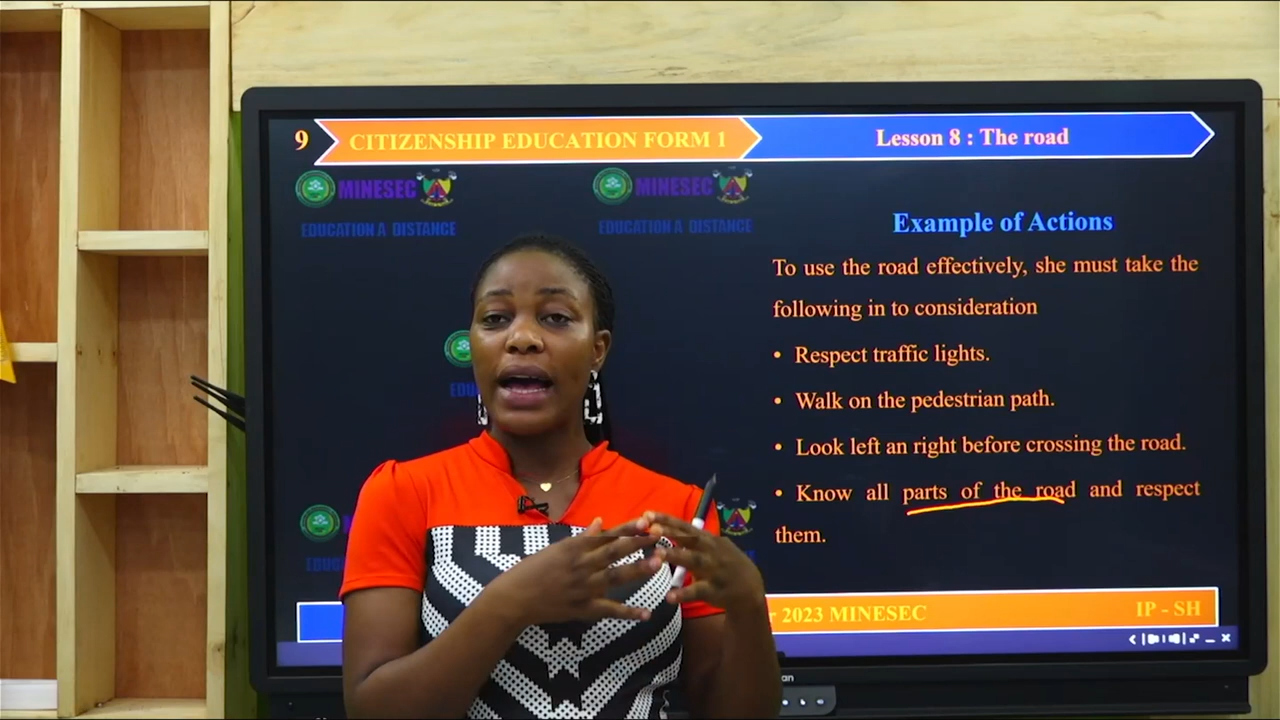 9 CITIZENSHIP EDUCATION FORM 1 Lesson 8 : The road
MINESEC MINESEC
EDUCATION A DISTANCE EDUCATION A DISTANCE
Example of Actions
To use the road effectively, she must take the
following in to consideration
• Respect traffic lights.
• Walk on the pedestrian path.
• Look left an right before crossing the road.
• Know all parts of the road and respect
them.
2023 MINESEC IP - SH